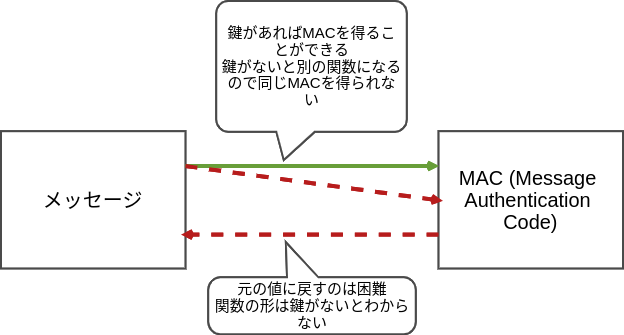 鍵があればMACを得るこ
とができる
鍵がないと別の関数になる
ので同じMACを得られな
い
メッセージ
MAC (Message
Authentication
Code)
元の値に戻すのは困難
関数の形は鍵がないとわから
ない